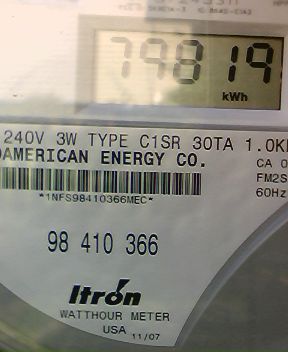 79819
kWh
240V 3W TYPE C1SR 30TA 1.0K
AMERICAN ENERGY CO.
CA 0
FM2S
60Hz
*1NFS98410366MEC*
98 410 366
Itron
WATTHOUR METER
USA 11/07